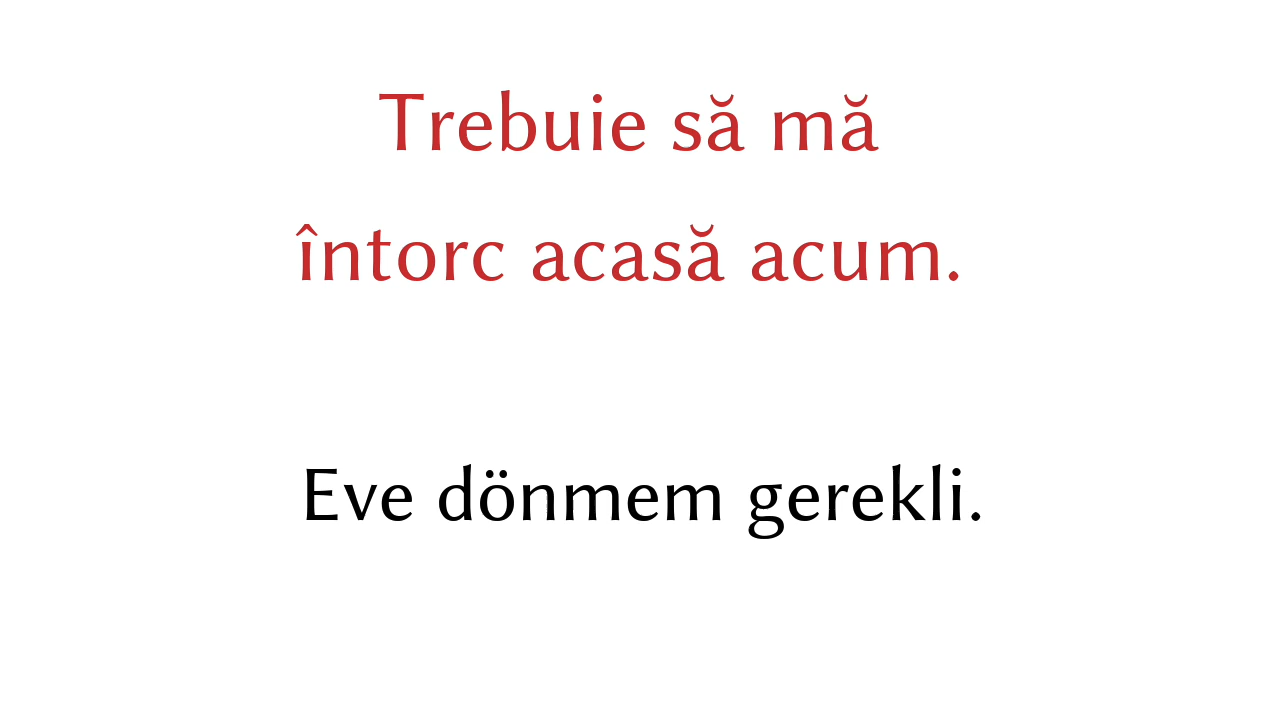 Trebuie să mă
întorc acasă acum.
Eve dönmem gerekli.